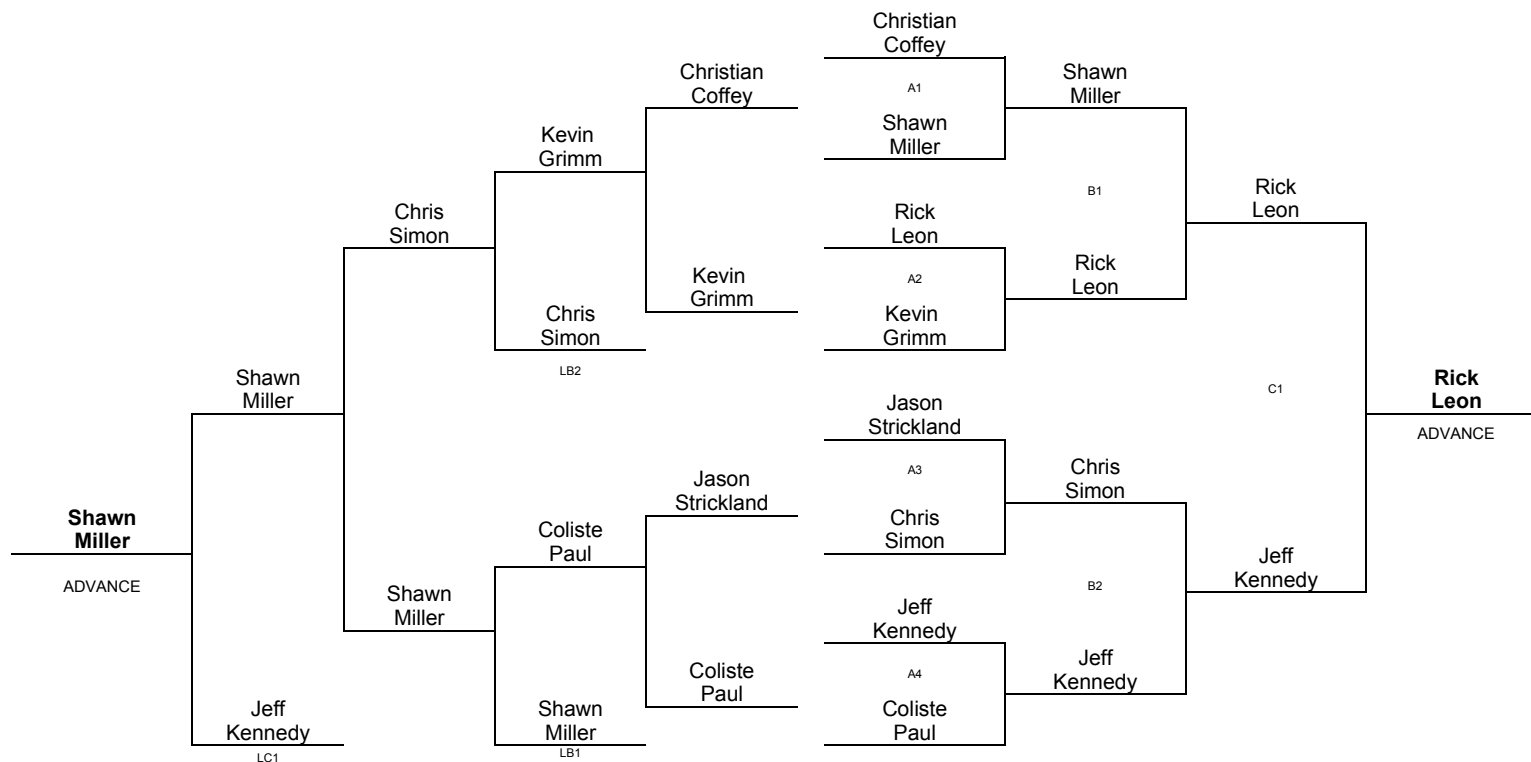 Christian
Coffey
Christian
Coffey
A1
Shawn
Miller
Shawn
Miller
Kevin
Grimm
B1
Rick
Leon
Chris
Simon
Rick
Leon
Kevin
Grimm
A2
Rick
Leon
Chris
Simon
Kevin
Grimm
LB2
Shawn
Miller
C1
Rick
Leon
ADVANCE
Jason
Strickland
A3
Chris
Simon
Jason
Strickland
Chris
Simon
Shawn
Miller
ADVANCE
Coliste
Paul
Jeff
Kennedy
B2
Shawn
Miller
Jeff
Kennedy
A4
Jeff
Kennedy
Coliste
Paul
Coliste
Paul
Jeff
Kennedy
LC1
Shawn
Miller
LB1